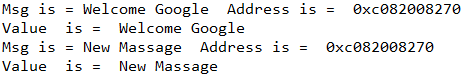 Msg is = Welcome Google  Address is =  0xc082008270
Value  is =  Welcome Google
Msg is = New Massage  Address is =  0xc082008270
Value  is =  New Massage